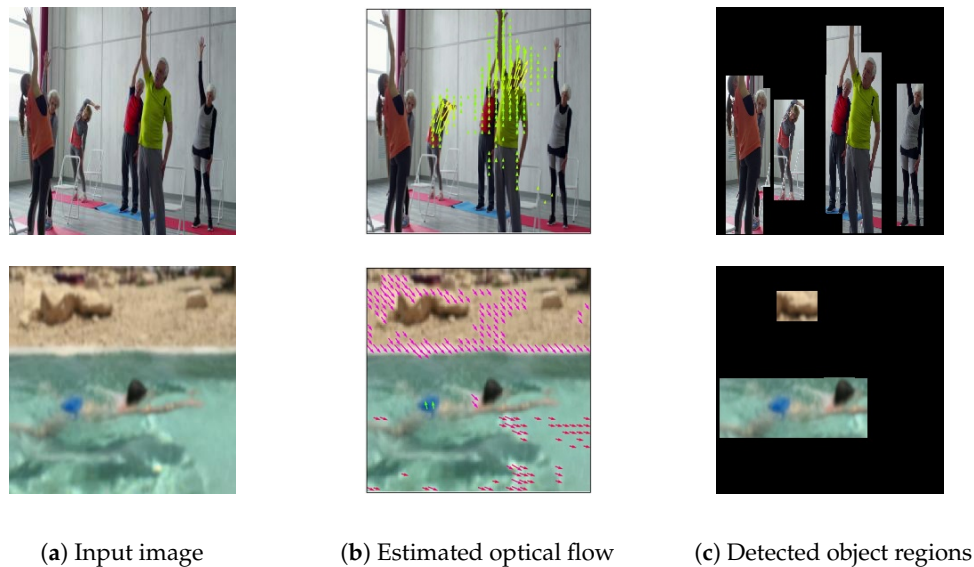 (a) Input image
(b) Estimated optical flow
(c) Detected object regions